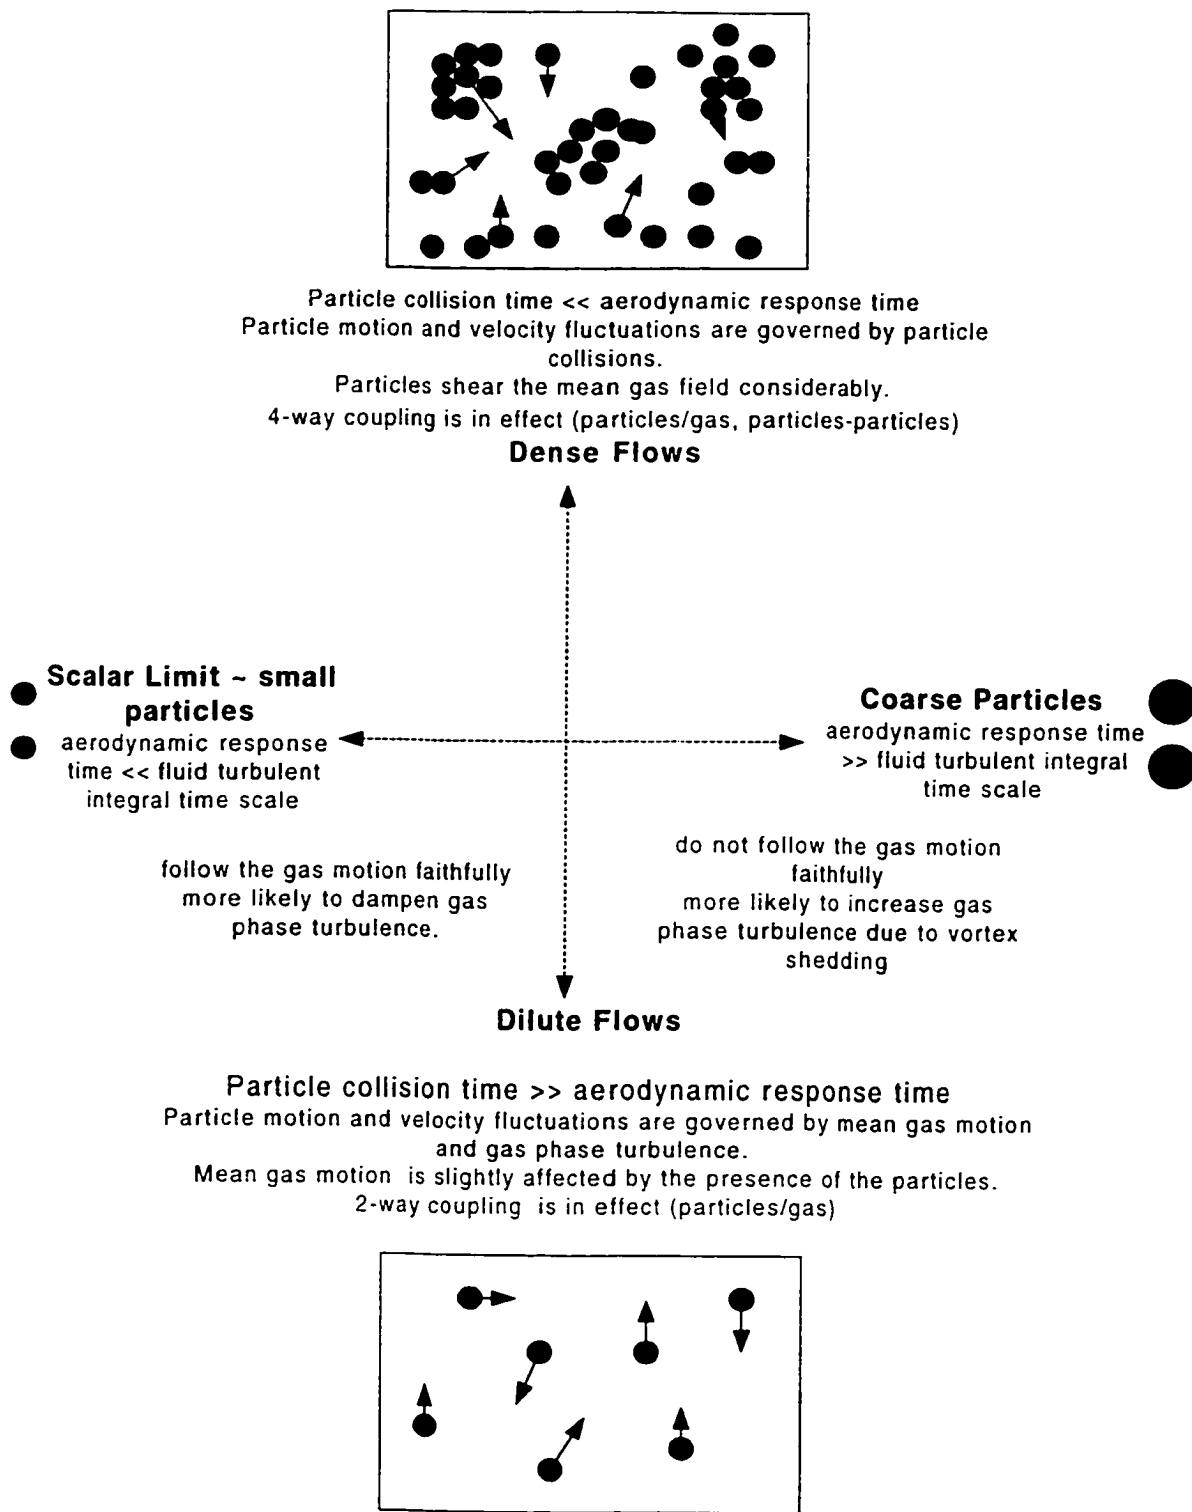 Particle collision time << aerodynamic response time
Particle motion and velocity fluctuations are governed by particle
collisions.
Particles shear the mean gas field considerably.
4-way coupling is in effect (particles/gas, particles-particles)
Dense Flows
Scalar Limit ~ small
particles
aerodynamic response
time << fluid turbulent
integral time scale
Coarse Particles
aerodynamic response time
>> fluid turbulent integral
time scale
follow the gas motion faithfully
more likely to dampen gas
phase turbulence.
do not follow the gas motion
faithfully
more likely to increase gas
phase turbulence due to vortex
shedding
Dilute Flows
Particle collision time >> aerodynamic response time
Particle motion and velocity fluctuations are governed by mean gas motion
and gas phase turbulence.
Mean gas motion is slightly affected by the presence of the particles.
2-way coupling is in effect (particles/gas)